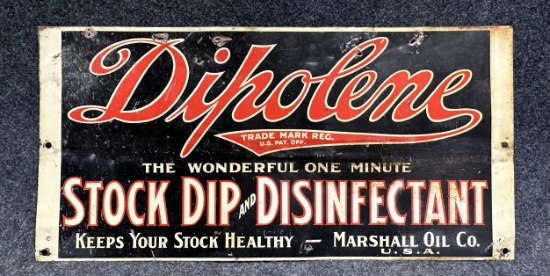 Dipolene
TRADE MARK REG.
U.S. PAT. OFF.
THE WONDERFUL ONE MINUTE
STOCK DIP AND DISINFECTANT
KEEPS YOUR STOCK HEALTHY — MARSHALL OIL CO.
U.S.A.